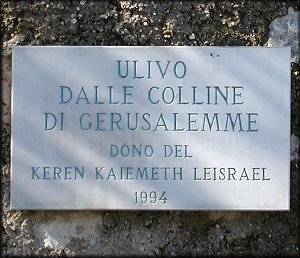 ULIVO
DALLE COLLINE
DI GERUSALEMME
DONO DEL
KEREN KAIEMETH LEISRAEL
1994